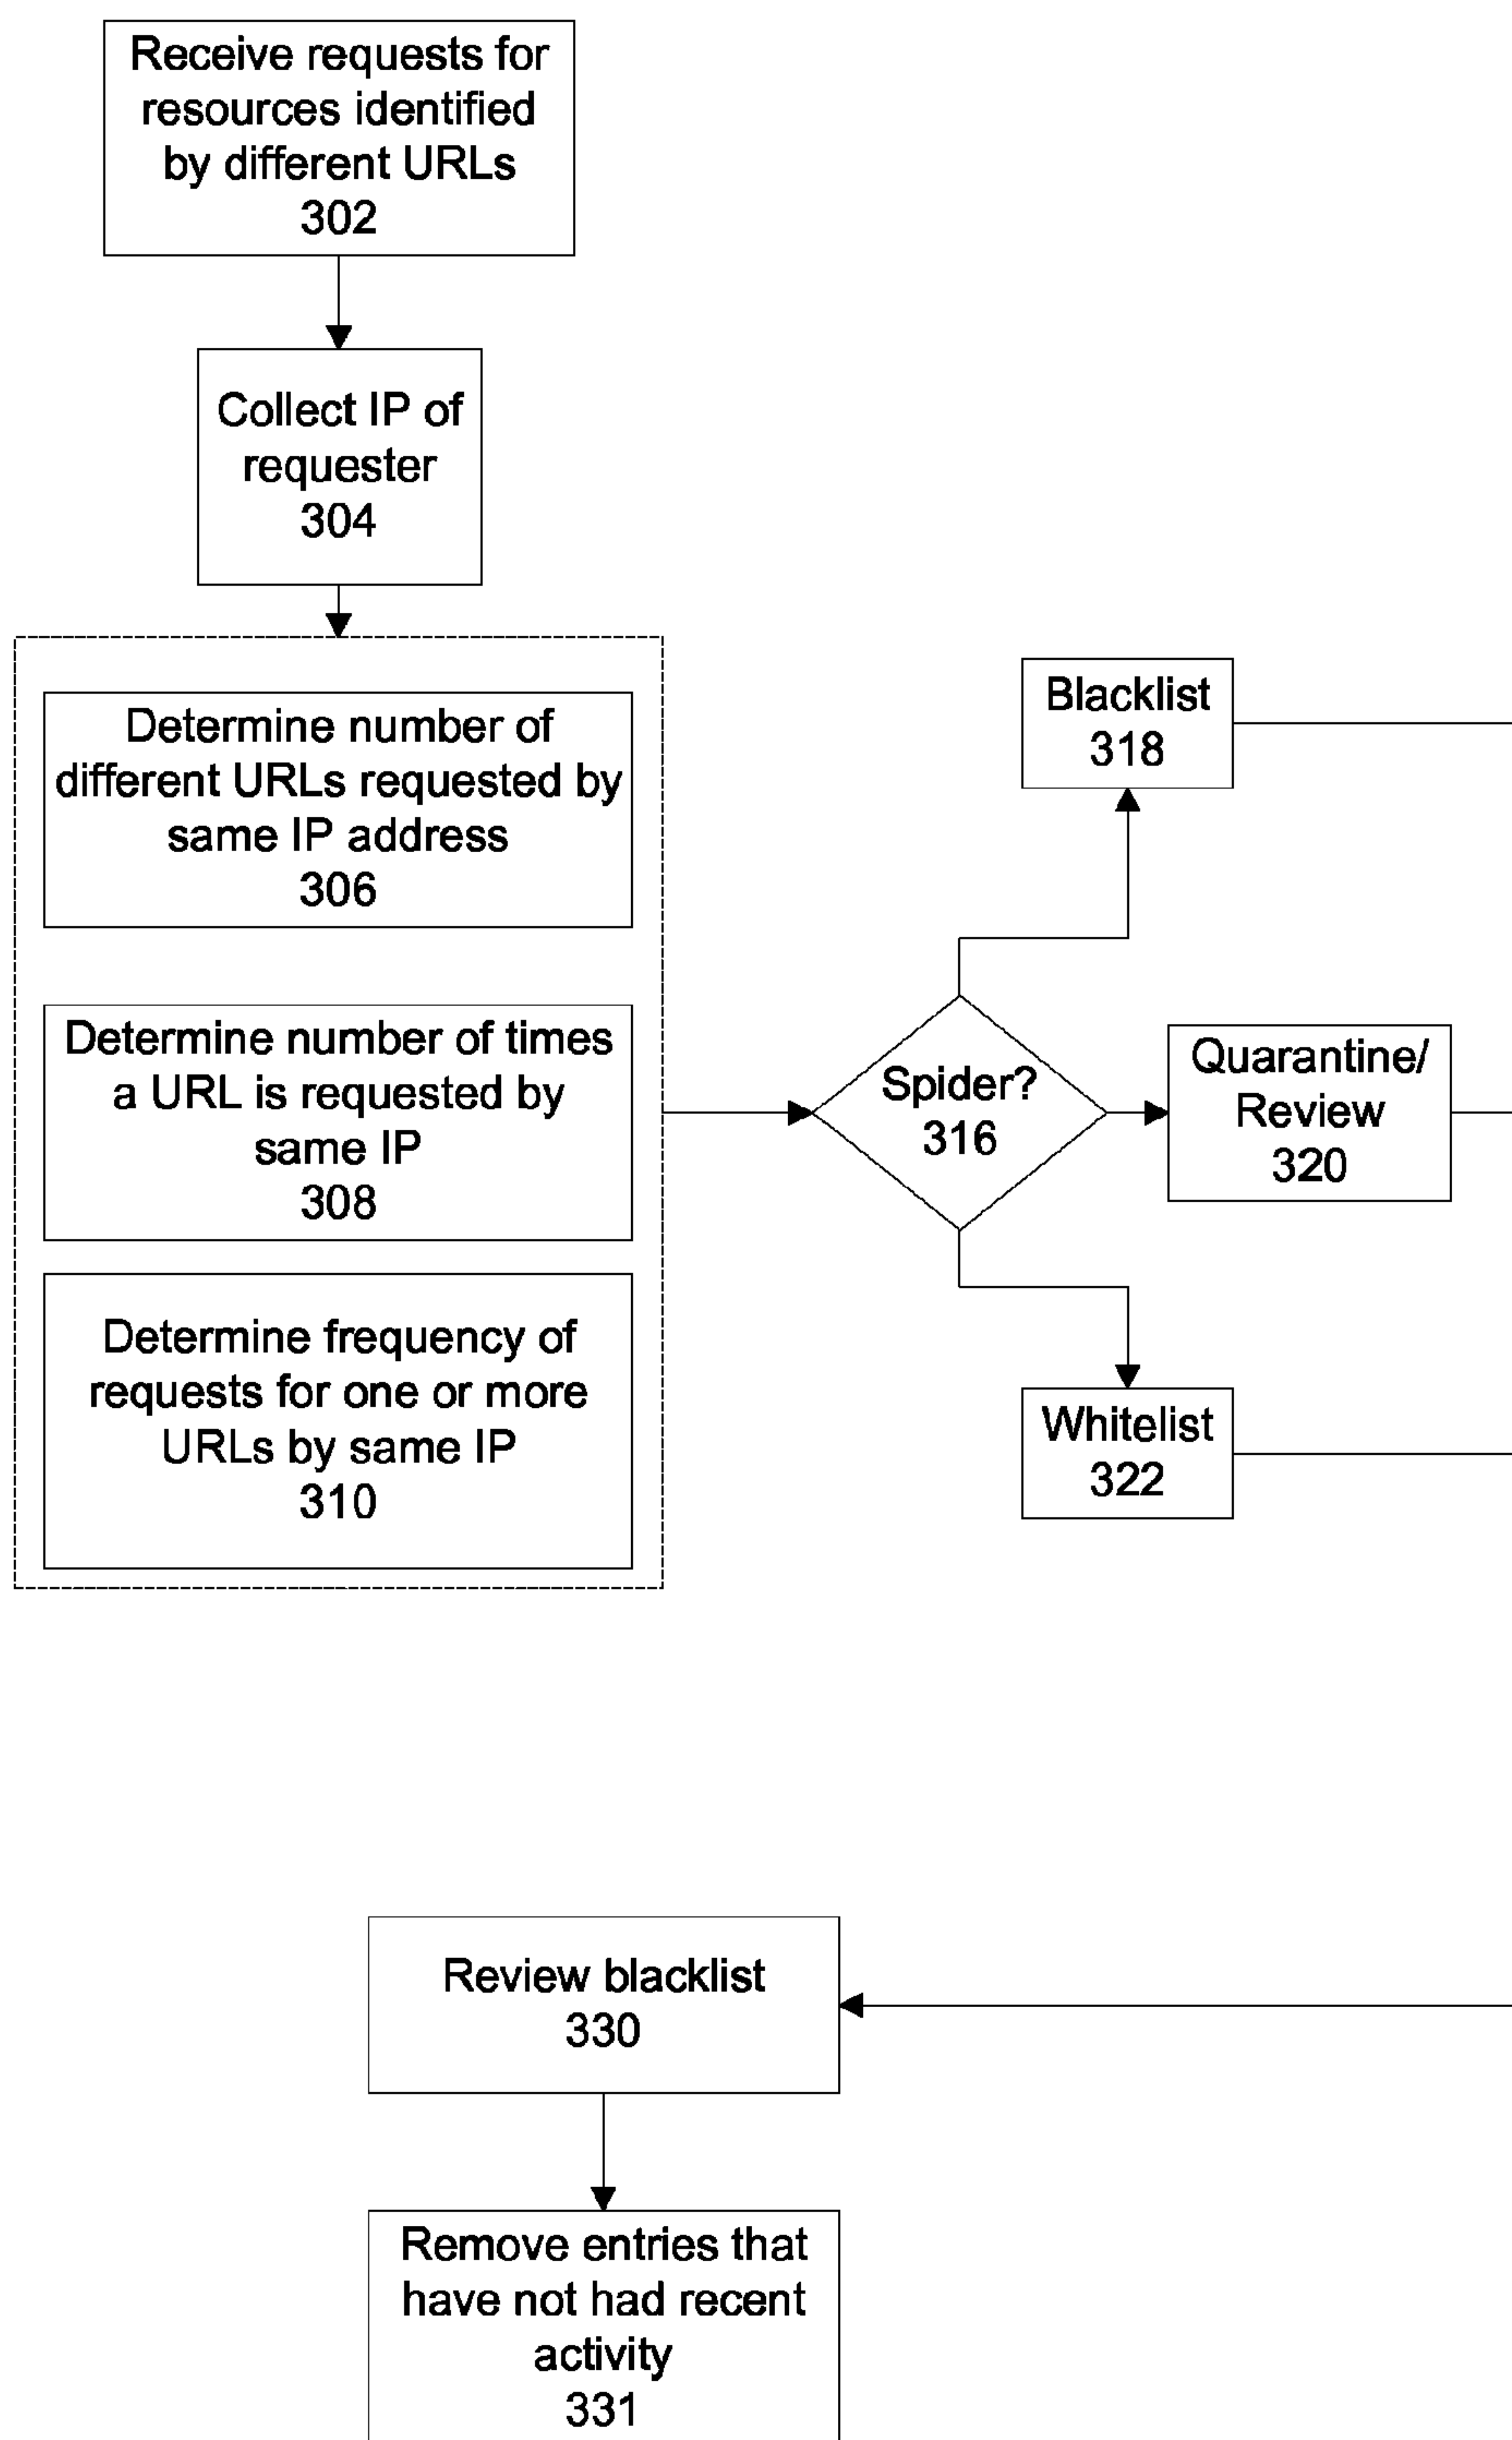 Receive requests for
resources identified
by different URLs
302
Collect IP of
requester
304
Determine number of
different URLs requested by
same IP address
306
Determine number of times
a URL is requested by
same IP
308
Determine frequency of
requests for one or more
URLs by same IP
310
Spider?
316
Blacklist
318
Quarantine/
Review
320
Whitelist
322
Review blacklist
330
Remove entries that
have not had recent
activity
331